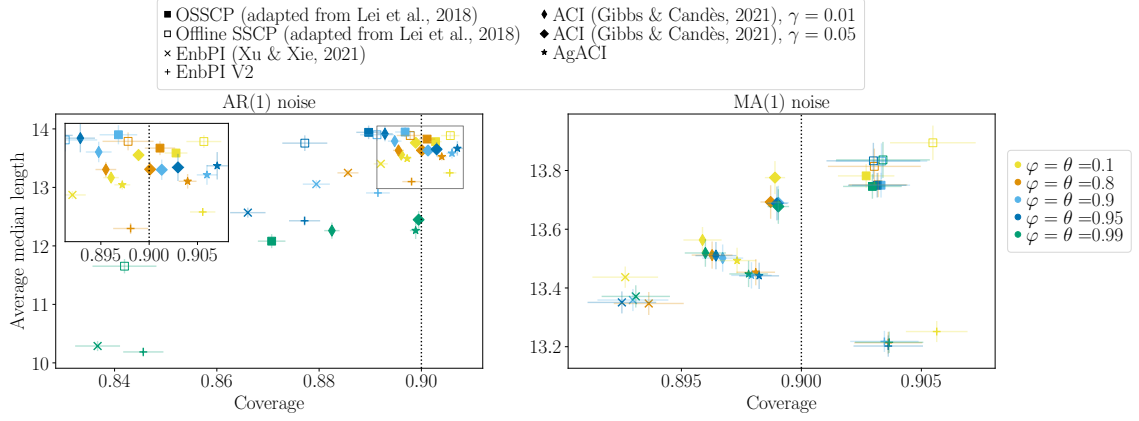 OSSCP (adapted from Lei et al., 2018)
Offline SSCP (adapted from Lei et al., 2018)
EnbPI (Xu & Xie, 2021)
EnbPI V2
ACI (Gibbs & Candès, 2021), γ = 0.01
ACI (Gibbs & Candès, 2021), γ = 0.05
AgACI
AR(1) noise
Average median length
14
13
12
11
10
0.895 0.900 0.905
0.84 0.86 0.88 0.90
Coverage
MA(1) noise
13.8
13.6
13.4
13.2
0.895 0.900 0.905
Coverage
φ = θ =0.1
φ = θ =0.8
φ = θ =0.9
φ = θ =0.95
φ = θ =0.99